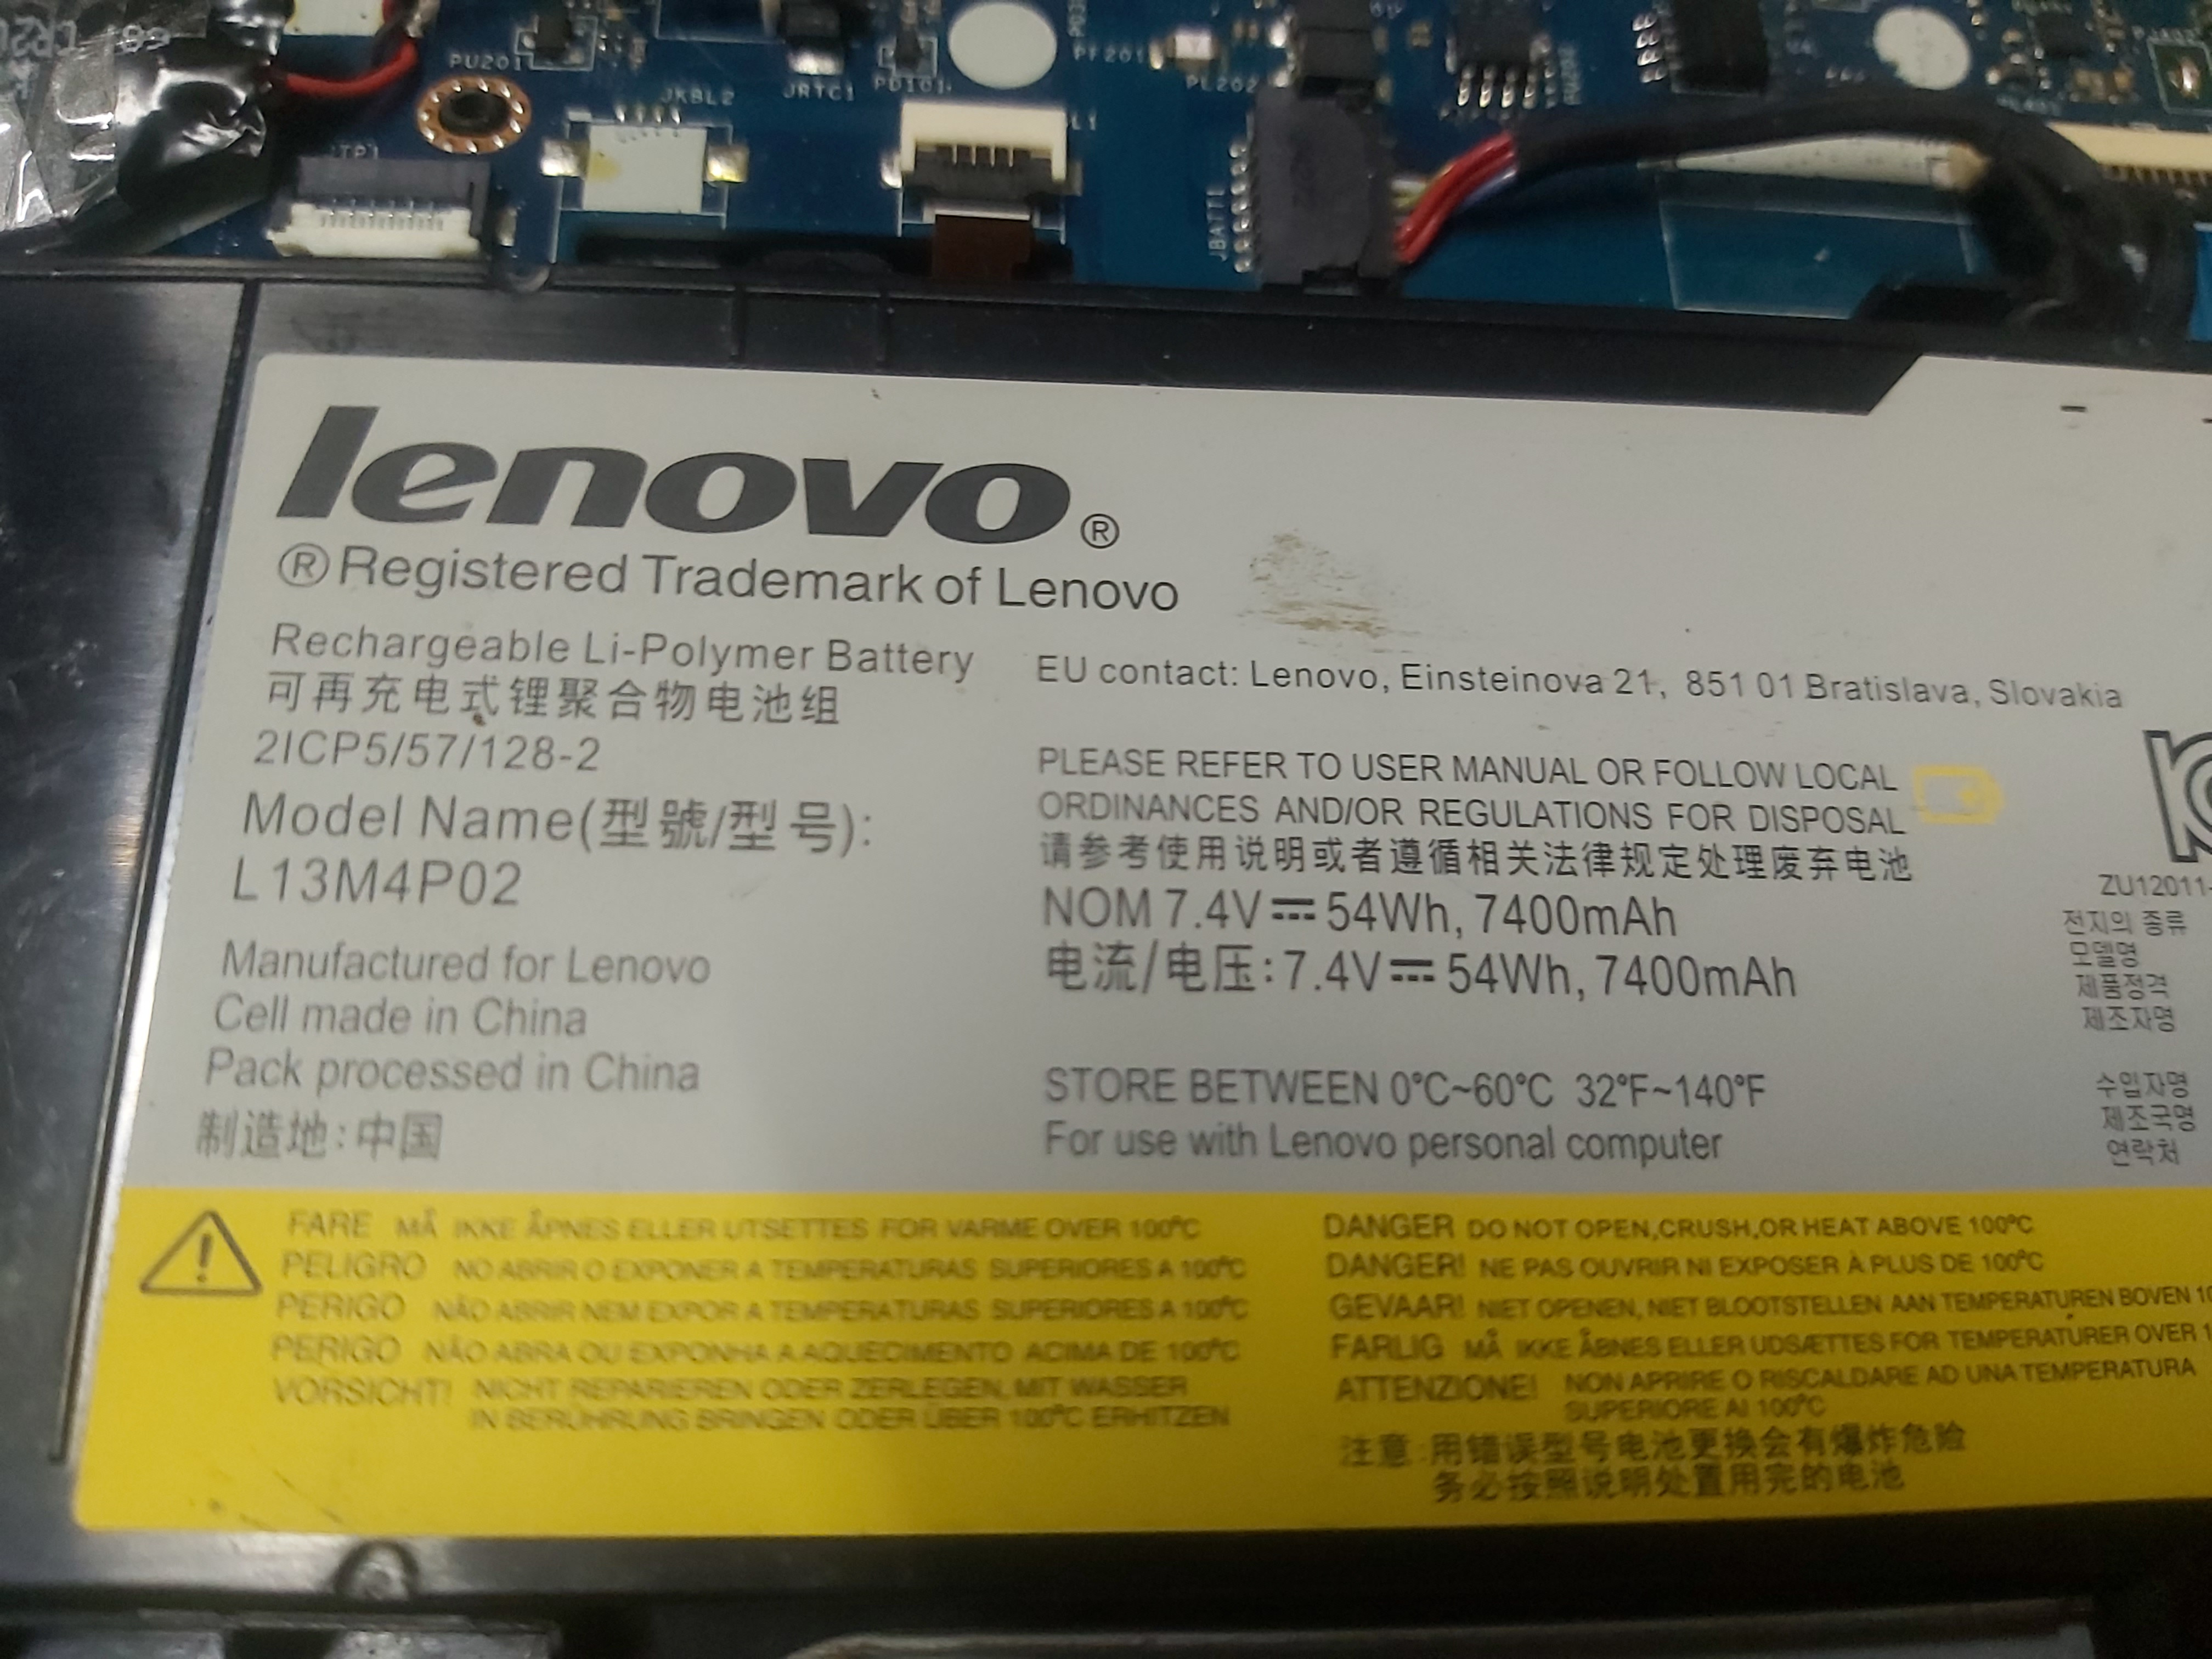 PU201
JKBL2
JRTC1
PD101
PF201
PL202
JBATT1
lenovo®
®Registered Trademark of Lenovo
Rechargeable Li-Polymer Battery
可再充电式锂聚合物电池组
2ICP5/57/128-2
Model Name(型號/型号):
L13M4P02
Manufactured for Lenovo
Cell made in China
Pack processed in China
制造地:中国
EU contact: Lenovo, Einsteinova 21, 851 01 Bratislava, Slovakia
PLEASE REFER TO USER MANUAL OR FOLLOW LOCAL
ORDINANCES AND/OR REGULATIONS FOR DISPOSAL
请参考使用说明或者遵循相关法律规定处理废弃电池
NOM 7.4V⎓54Wh, 7400mAh
电流/电压:7.4V⎓54Wh, 7400mAh
STORE BETWEEN 0°C~60°C 32°F~140°F
For use with Lenovo personal computer
ZU12011-
전지의 종류
모델명
제품정격
제조자명
수입자명
제조국명
연락처
FARE MÅ IKKE ÅPNES ELLER UTSETTES FOR VARME OVER 100°C
PELIGRO NO ABRIR O EXPONER A TEMPERATURAS SUPERIORES A 100°C
PERIGO NÃO ABRIR NEM EXPOR A TEMPERATURAS SUPERIORES A 100°C
PERIGO NÃO ABRA OU EXPONHA A AQUECIMENTO ACIMA DE 100°C
VORSICHT! NICHT REPARIEREN ODER ZERLEGEN, MIT WASSER
IN BERÜHRUNG BRINGEN ODER ÜBER 100°C ERHITZEN
DANGER DO NOT OPEN,CRUSH,OR HEAT ABOVE 100°C
DANGER! NE PAS OUVRIR NI EXPOSER À PLUS DE 100°C
GEVAAR! NIET OPENEN, NIET BLOOTSTELLEN AAN TEMPERATUREN BOVEN 10
FARLIG MÅ IKKE ÅBNES ELLER UDSÆTTES FOR TEMPERATURER OVER 1
ATTENZIONE! NON APRIRE O RISCALDARE AD UNA TEMPERATURA
SUPERIORE AI 100°C
注意:用错误型号电池更换会有爆炸危险
务必按照说明处置用完的电池